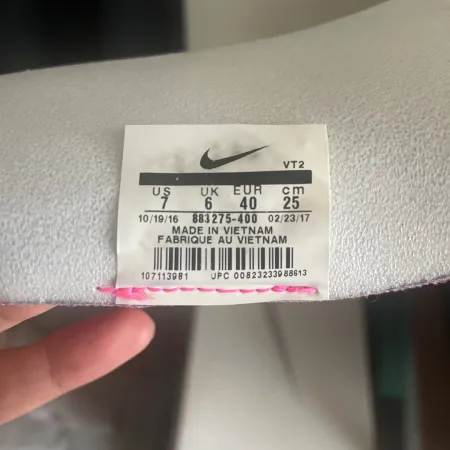 VT2
US UK EUR cm
7 6 40 25
10/19/16 883275-400 02/23/17
MADE IN VIETNAM
FABRIQUE AU VIETNAM
107113981 UPC 00823233988613